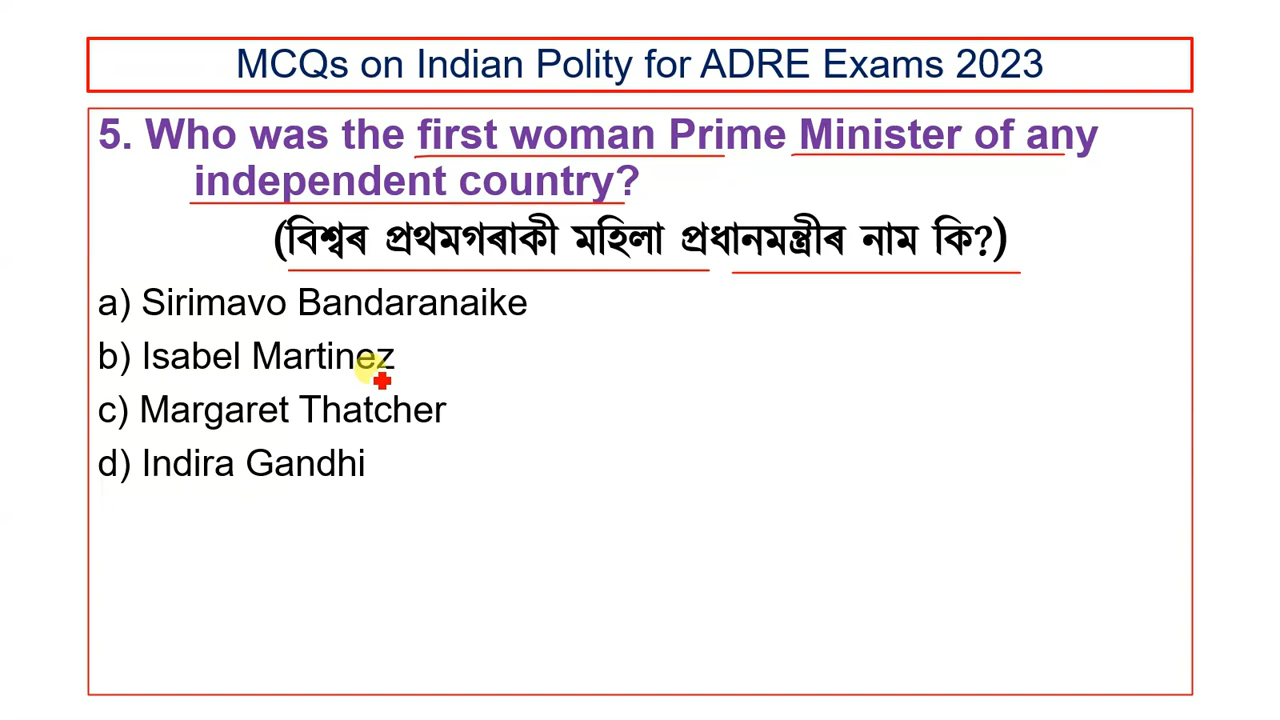 MCQs on Indian Polity for ADRE Exams 2023
5. Who was the first woman Prime Minister of any
independent country?
(বিশ্বৰ প্ৰথমগৰাকী মহিলা প্ৰধানমন্ত্ৰীৰ নাম কি?)
a) Sirimavo Bandaranaike
b) Isabel Martinez
c) Margaret Thatcher
d) Indira Gandhi